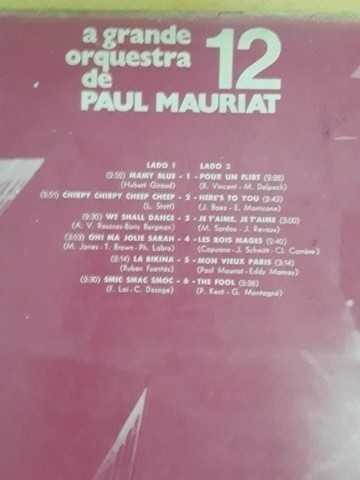 a grande
orquestra
de
PAUL MAURIAT
12
LADO 1 LADO 2
(2:52) MAMY BLUE - 1 - POUR UN FLIRT (2:28)
(Hubert Giraud) (R. Vincent - M. Delpech)
(2:51) CHIRPY CHIRPY CHEEP CHEEP - 2 - HERE'S TO YOU (2:43)
(L. Stott) (J. Baez - E. Morricone)
(2:30) WE SHALL DANCE - 3 - JE T'AIME, JE T'AIME (3:00)
(A. V. Roussos-Boris Bergman) (M. Sardou - J. Revaux)
(3:03) OH! MA JOLIE SARAH - 4 - LES ROIS MAGES (2:40)
(M. Jones - T. Brown - Ph. Labro) (Capuano - J. Schmitt - Cl. Carrère)
(2:14) LA BIKINA - 5 - MON VIEUX PARIS (3:14)
(Ruben Fuentes) (Paul Mauriat - Eddy Marnay)
(2:30) SMIC SMAC SMOC - 6 - THE FOOL (3:28)
(F. Lai - C. Desage) (P. Kent - G. Montagné)